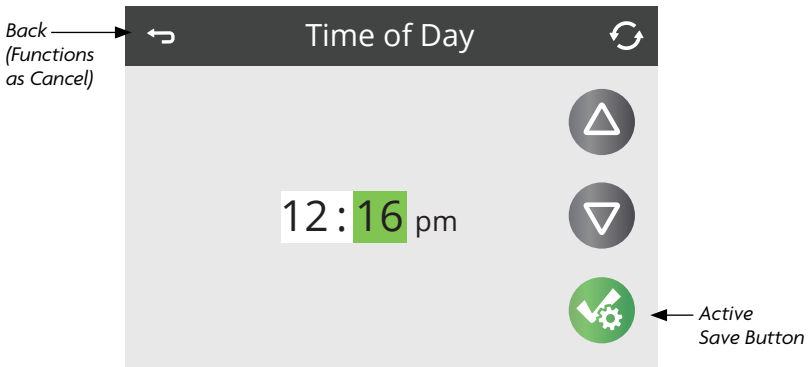 Back
(Functions
as Cancel)
Time of Day
12:16 pm
Active
Save Button